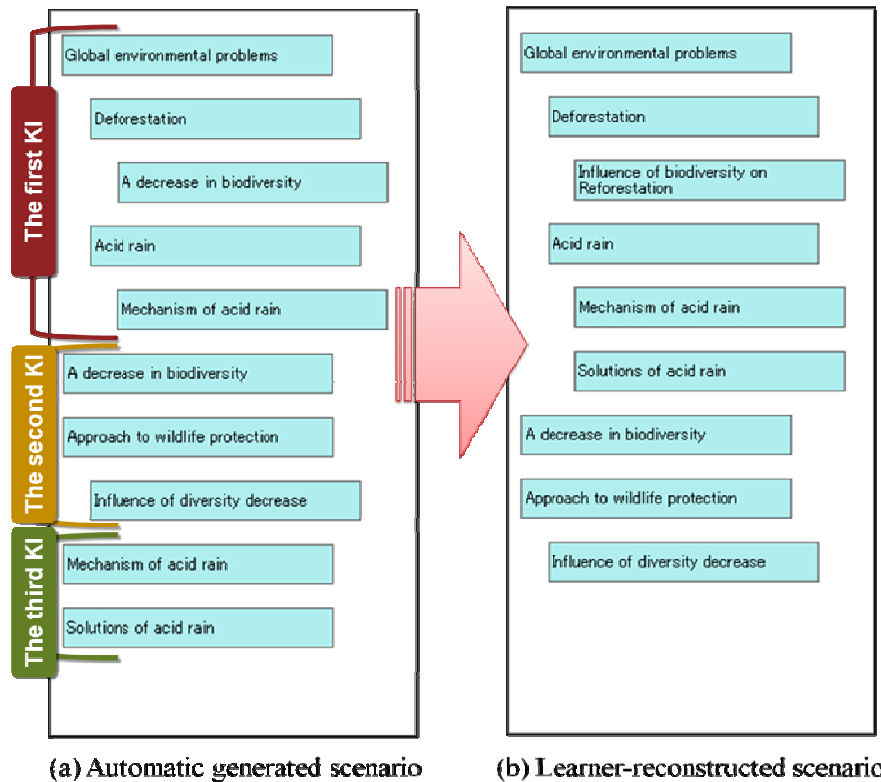 The first KI
Global environmental problems
Deforestation
A decrease in biodiversity
Acid rain
Mechanism of acid rain
The second KI
A decrease in biodiversity
Approach to wildlife protection
Influence of diversity decrease
The third KI
Mechanism of acid rain
Solutions of acid rain
(a) Automatic generated scenario
Global environmental problems
Deforestation
Influence of biodiversity on
Reforestation
Acid rain
Mechanism of acid rain
Solutions of acid rain
A decrease in biodiversity
Approach to wildlife protection
Influence of diversity decrease
(b) Learner-reconstructed scenario